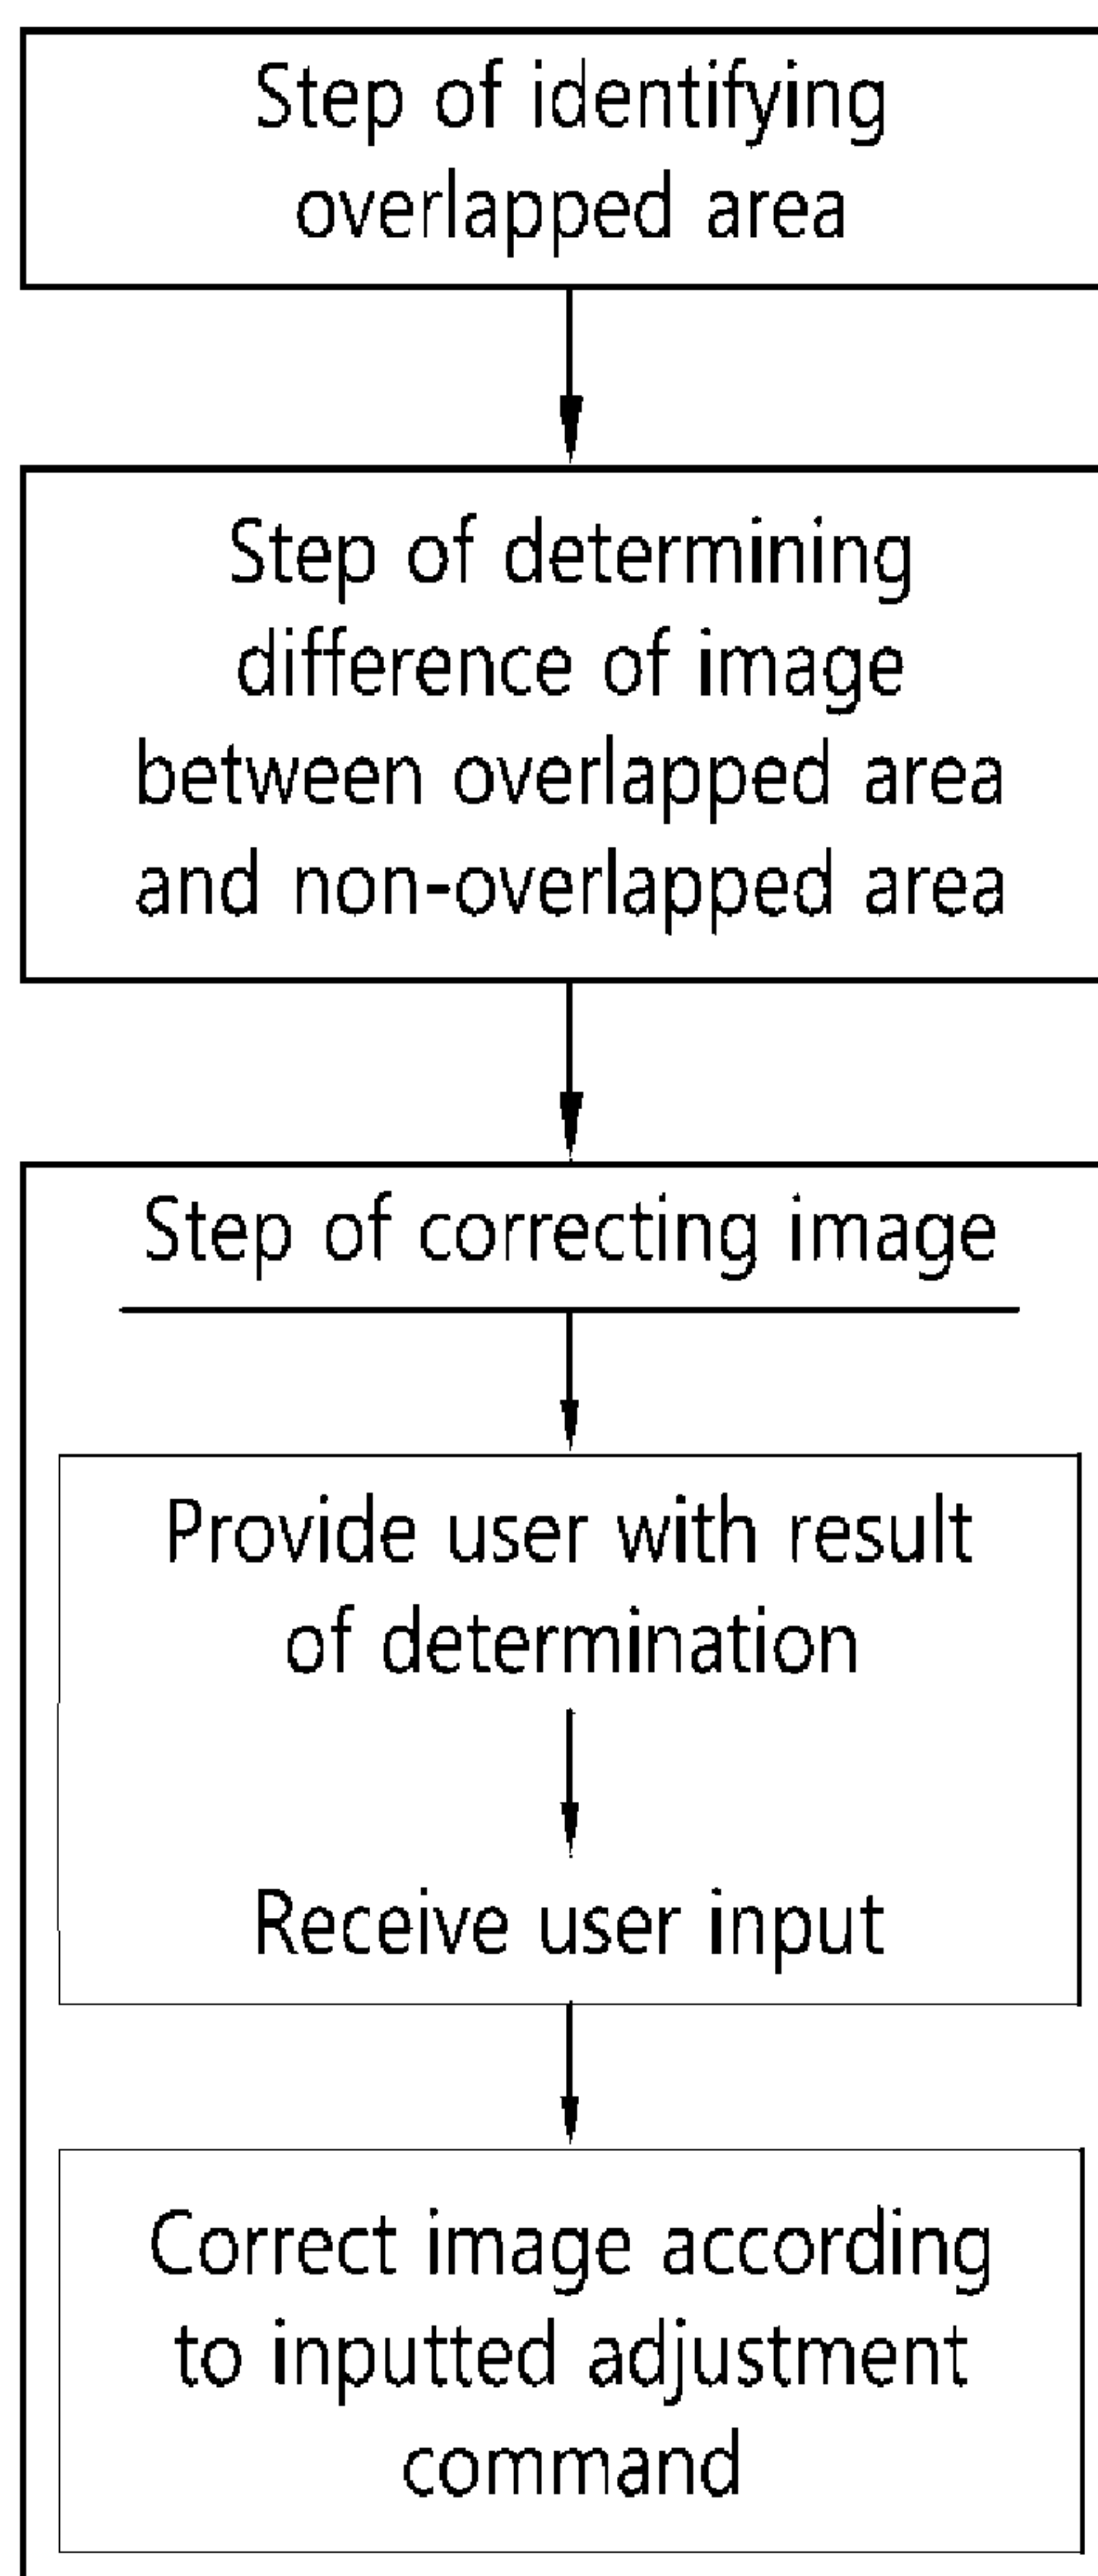 Step of identifying
overlapped area
Step of determining
difference of image
between overlapped area
and non-overlapped area
Step of correcting image
Provide user with result
of determination
Receive user input
Correct image according
to inputted adjustment
command